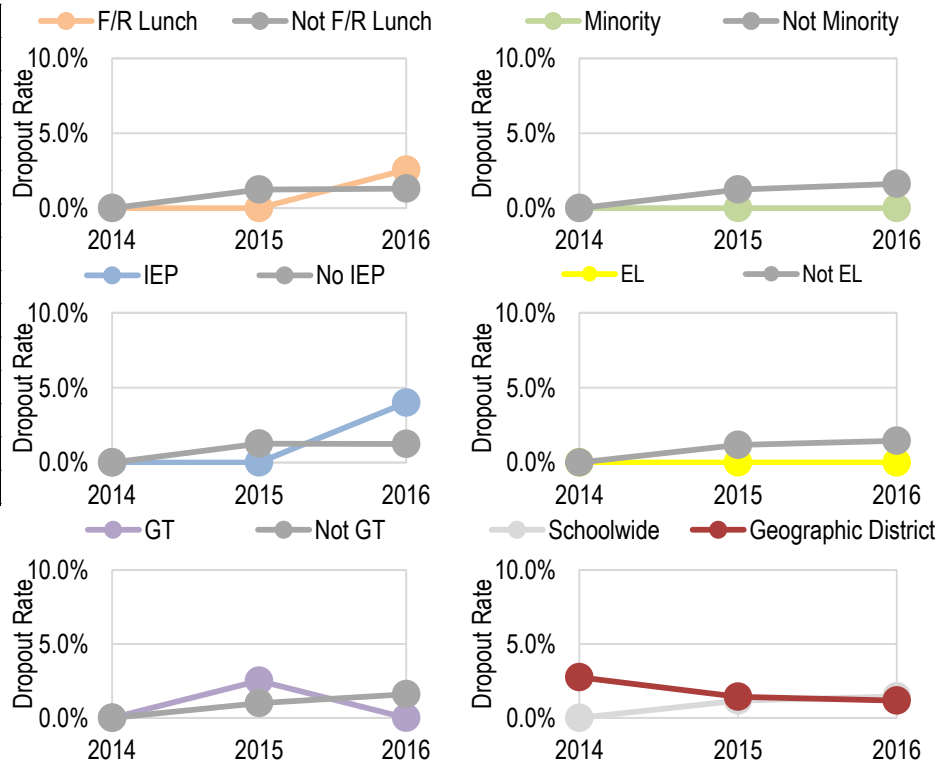 F/R Lunch Not F/R Lunch
Dropout Rate
10.0%
5.0%
0.0%
2014 2015 2016
Minority Not Minority
Dropout Rate
10.0%
5.0%
0.0%
2014 2015 2016
IEP No IEP
Dropout Rate
10.0%
5.0%
0.0%
2014 2015 2016
EL Not EL
Dropout Rate
10.0%
5.0%
0.0%
2014 2015 2016
GT Not GT
Dropout Rate
10.0%
5.0%
0.0%
2014 2015 2016
Schoolwide Geographic District
Dropout Rate
10.0%
5.0%
0.0%
2014 2015 2016